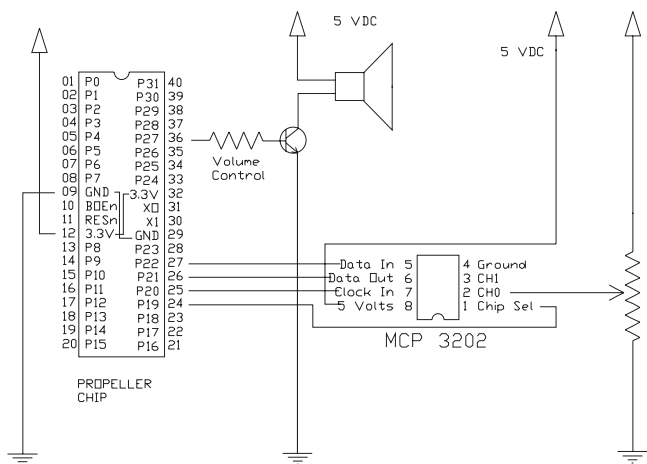 5 VDC
5 VDC
01 P0 P31 40
02 P1 P30 39
03 P2 P29 38
04 P3 P28 37
05 P4 P27 36
06 P5 P26 35
07 P6 P25 34
08 P7 P24 33
09 GND 3.3V 32
10 BOEn XO 31
11 RESn X1 30
12 3.3V GND 29
13 P8 P23 28
14 P9 P22 27
15 P10 P21 26
16 P11 P20 25
17 P12 P19 24
18 P13 P18 23
19 P14 P17 22
20 P15 P16 21
Volume
Control
Data In 5 4 Ground
Data Out 6 3 CH1
Clock In 7 2 CH0
5 Volts 8 1 Chip Sel
MCP 3202
PROPELLER
CHIP